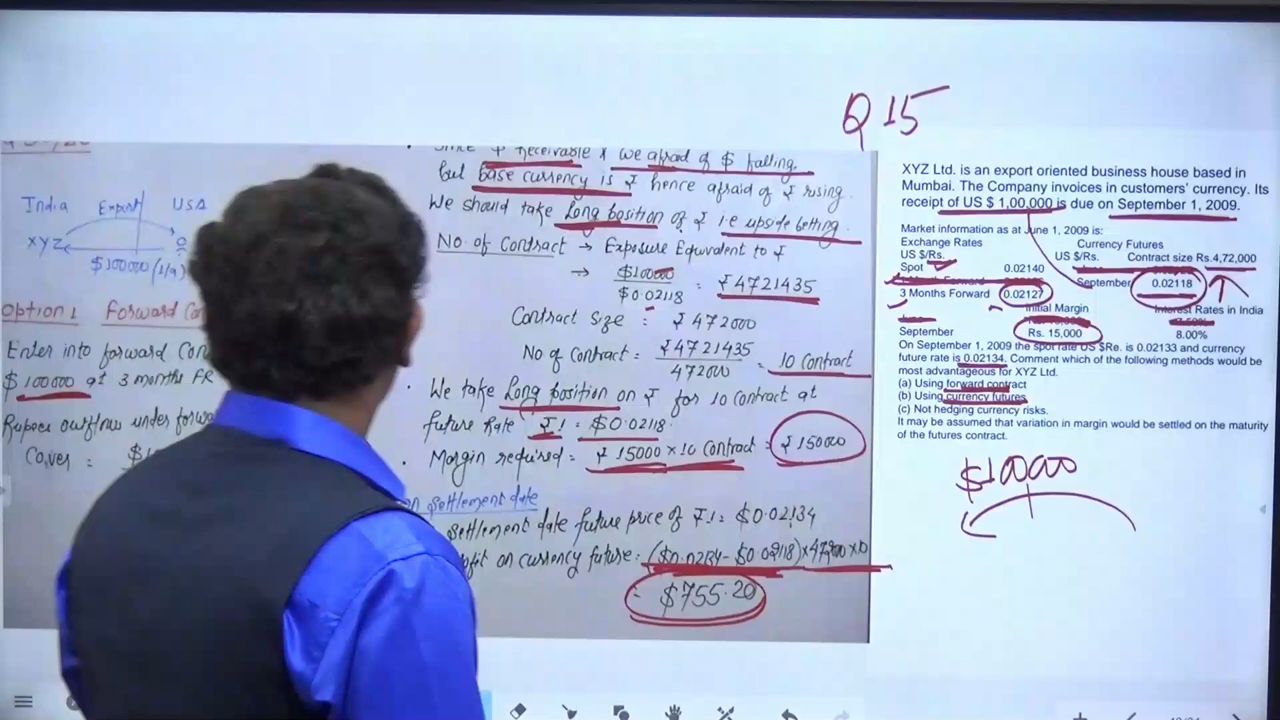 Q 15
India Export USA
XYZ
$100000
Option 1 Forward
Enter into forward
$100000 at 3 months FR
Rupees outflow under
Co,ver =
Since $ Receivable & we afraid of $ falling.
but base currency is ₹ hence afraid of ₹ rising.
We should take Long position of ₹ i.e upside betting.
No. of Contract → Exposure Equivalent to ₹
→ $100000 / $0.02118 = ₹4721435
Contract Size = ₹472000
No of Contract = ₹4721435 / 472000 = 10 Contract
• We take Long position on ₹ for 10 Contract at
future Rate ₹1 = $0.02118.
• Margin required = ₹15000 × 10 Contract = ₹150000
on Settlement date
Settlement date future price of ₹1 = $0.02134
on currency future = ($0.02134 - $0.02118) ×
= $755.20
XYZ Ltd. is an export oriented business house based in
Mumbai. The Company invoices in customers' currency. Its
receipt of US $ 1,00,000 is due on September 1, 2009.
Market information as at June 1, 2009 is:
Exchange Rates Currency Futures
US $/Rs. US $/Rs. Contract size Rs.4,72,000
Spot 0.02140
September 0.02118
3 Months Forward 0.02127
Initial Margin Interest Rates in India
September Rs. 15,000 8.00%
On September 1, 2009 the spot rate US $Re. is 0.02133 and currency
future rate is 0.02134. Comment which of the following methods would be
most advantageous for XYZ Ltd.
(a) Using forward contract
(b) Using currency futures
(c) Not hedging currency risks.
It may be assumed that variation in margin would be settled on the maturity
of the futures contract.